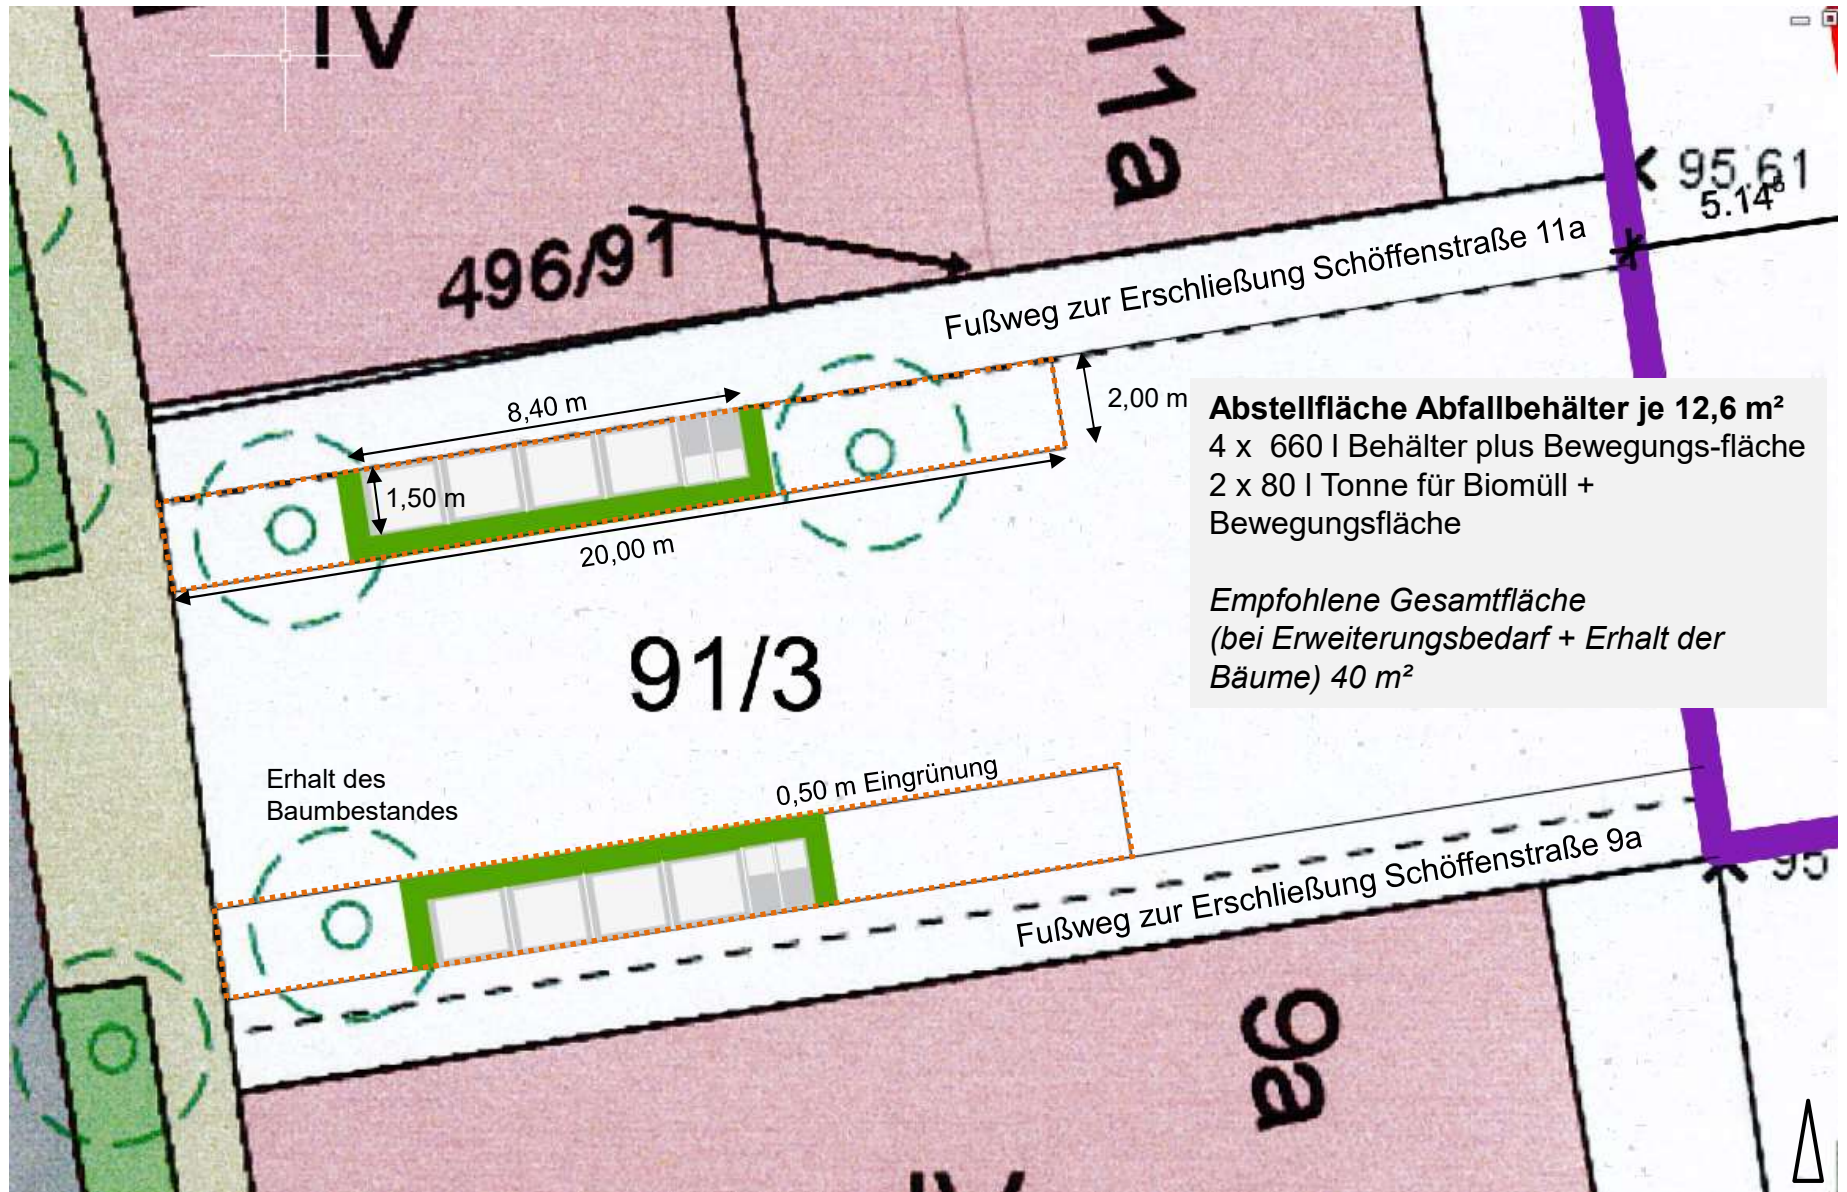 IV
11a
95.61
5.14⁵
496/91
Fußweg zur Erschließung Schöffenstraße 11a
8,40 m
2,00 m
1,50 m
20,00 m
Abstellfläche Abfallbehälter je 12,6 m²
4 x  660 l Behälter plus Bewegungs-fläche
2 x 80 l Tonne für Biomüll +
Bewegungsfläche
Empfohlene Gesamtfläche
(bei Erweiterungsbedarf + Erhalt der
Bäume) 40 m²
91/3
Erhalt des
Baumbestandes
0,50 m Eingrünung
Fußweg zur Erschließung Schöffenstraße 9a
95
9a
IV